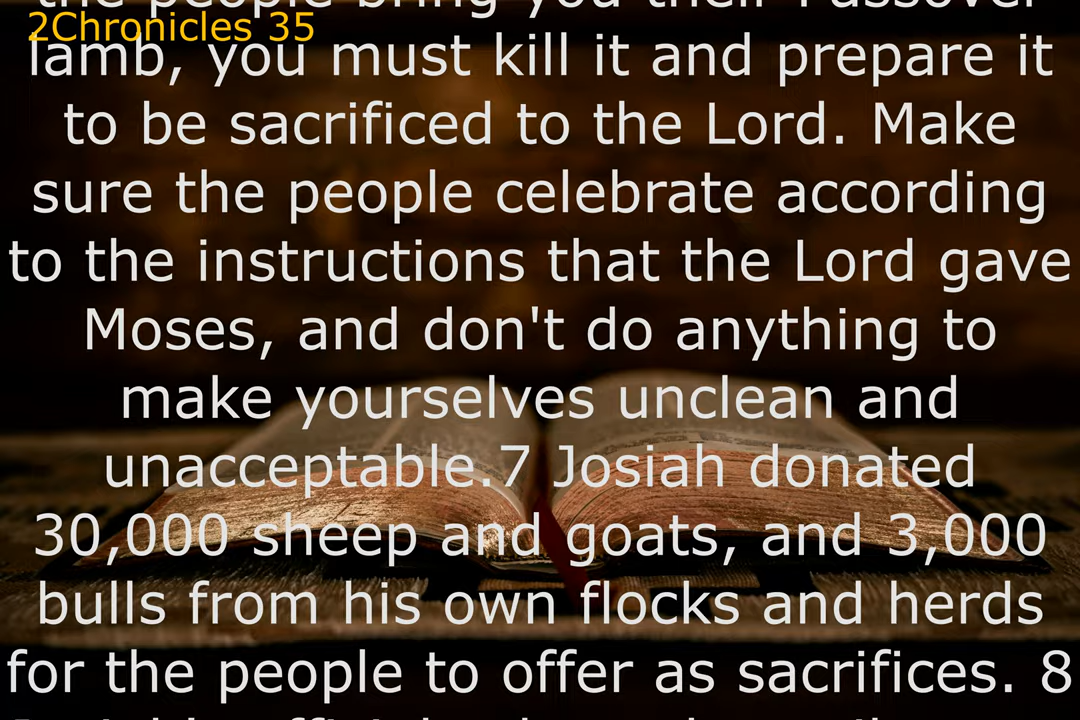 the people bring you their Passover
2Chronicles 35
lamb, you must kill it and prepare it
to be sacrificed to the Lord. Make
sure the people celebrate according
to the instructions that the Lord gave
Moses, and don't do anything to
make yourselves unclean and
unacceptable.7 Josiah donated
30,000 sheep and goats, and 3,000
bulls from his own flocks and herds
for the people to offer as sacrifices. 8